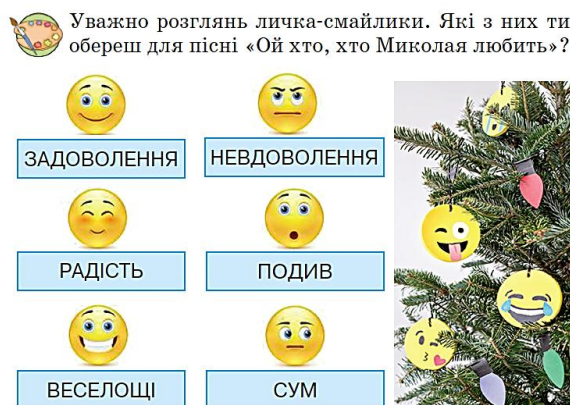 Уважно розглянь личка-смайлики. Які з них ти
обереш для пісні «Ой хто, хто Миколая любить»?
ЗАДОВОЛЕННЯ
НЕВДОВОЛЕННЯ
РАДІСТЬ
ПОДИВ
ВЕСЕЛОЩІ
СУМ